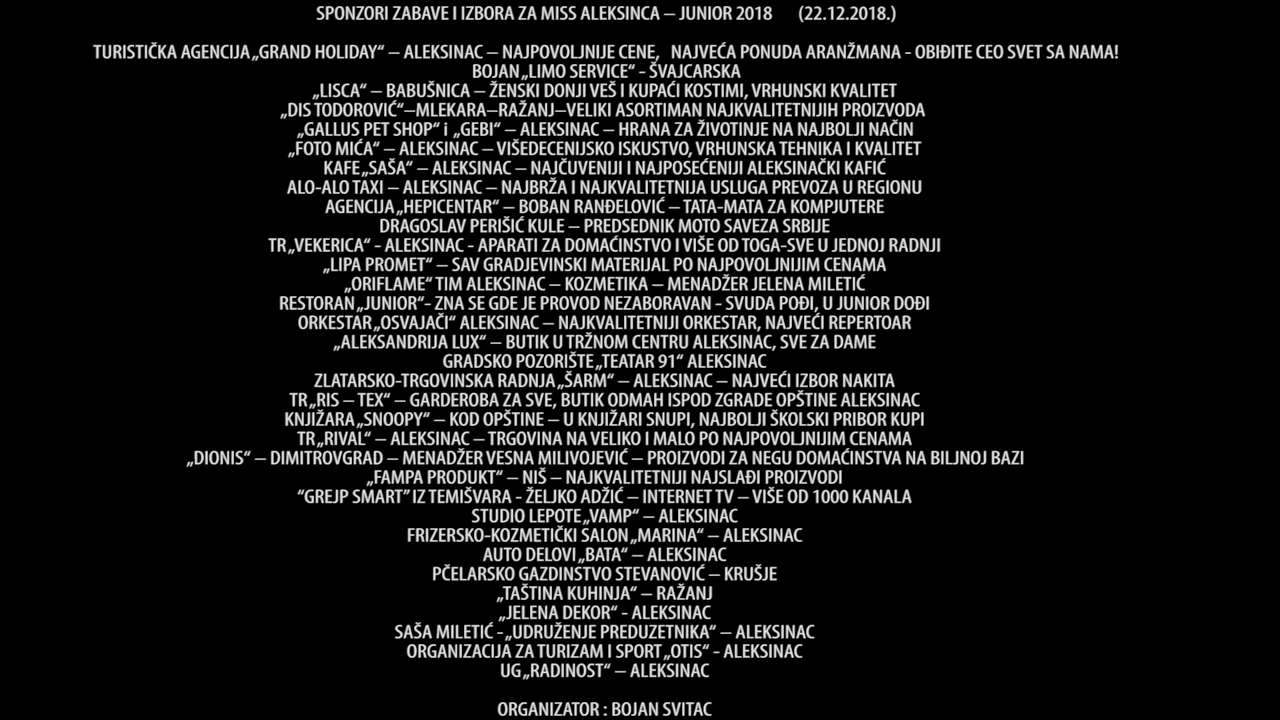 SPONZORI ZABAVE I IZBORA ZA MISS ALEKSINCA – JUNIOR 2018 (22.12.2018.)
TURISTIČKA AGENCIJA „GRAND HOLIDAY“ – ALEKSINAC – NAJPOVOLJNIJE CENE, NAJVEĆA PONUDA ARANŽMANA - OBIĐITE CEO SVET SA NAMA!
BOJAN „LIMO SERVICE“ - ŠVAJCARSKA
„LISCA“ – BABUŠNICA – ŽENSKI DONJI VEŠ I KUPAĆI KOSTIMI, VRHUNSKI KVALITET
„DIS TODOROVIĆ“–MLEKARA–RAŽANJ–VELIKI ASORTIMAN NAJKVALITETNIJIH PROIZVODA
„GALLUS PET SHOP“ i „GEBI“ – ALEKSINAC – HRANA ZA ŽIVOTINJE NA NAJBOLJI NAČIN
„FOTO MIĆA“ – ALEKSINAC – VIŠEDECENIJSKO ISKUSTVO, VRHUNSKA TEHNIKA I KVALITET
KAFE „SAŠA“ – ALEKSINAC – NAJČUVENIJI I NAJPOSEĆENIJI ALEKSINAČKI KAFIĆ
ALO-ALO TAXI – ALEKSINAC – NAJBRŽA I NAJKVALITETNIJA USLUGA PREVOZA U REGIONU
AGENCIJA „HEPICENTAR“ – BOBAN RANĐELOVIĆ – TATA-MATA ZA KOMPJUTERE
DRAGOSLAV PERIŠIĆ KULE – PREDSEDNIK MOTO SAVEZA SRBIJE
TR „VEKERICA“ - ALEKSINAC - APARATI ZA DOMAĆINSTVO I VIŠE OD TOGA-SVE U JEDNOJ RADNJI
„LIPA PROMET“ – SAV GRADJEVINSKI MATERIJAL PO NAJPOVOLJNIJIM CENAMA
„ORIFLAME“ TIM ALEKSINAC – KOZMETIKA – MENADŽER JELENA MILETIĆ
RESTORAN „JUNIOR“- ZNA SE GDE JE PROVOD NEZABORAVAN - SVUDA POĐI, U JUNIOR DOĐI
ORKESTAR „OSVAJAČI“ ALEKSINAC – NAJKVALITETNIJI ORKESTAR, NAJVEĆI REPERTOAR
„ALEKSANDRIJA LUX“ – BUTIK U TRŽNOM CENTRU ALEKSINAC, SVE ZA DAME
GRADSKO POZORIŠTE „TEATAR 91“ ALEKSINAC
ZLATARSKO-TRGOVINSKA RADNJA „ŠARM“ – ALEKSINAC – NAJVEĆI IZBOR NAKITA
TR „RIS – TEX“ – GARDEROBA ZA SVE, BUTIK ODMAH ISPOD ZGRADE OPŠTINE ALEKSINAC
KNJIŽARA „SNOOPY“ – KOD OPŠTINE – U KNJIŽARI SNUPI, NAJBOLJI ŠKOLSKI PRIBOR KUPI
TR „RIVAL“ – ALEKSINAC – TRGOVINA NA VELIKO I MALO PO NAJPOVOLJNIJIM CENAMA
„DIONIS“ – DIMITROVGRAD – MENADŽER VESNA MILIVOJEVIĆ – PROIZVODI ZA NEGU DOMAĆINSTVA NA BILJNOJ BAZI
„FAMPA PRODUKT“ – NIŠ – NAJKVALITETNIJI NAJSLAĐI PROIZVODI
“GREJP SMART” IZ TEMIŠVARA - ŽELJKO ADŽIĆ – INTERNET TV – VIŠE OD 1000 KANALA
STUDIO LEPOTE „VAMP“ – ALEKSINAC
FRIZERSKO-KOZMETIČKI SALON „MARINA“ – ALEKSINAC
AUTO DELOVI „BATA“ – ALEKSINAC
PČELARSKO GAZDINSTVO STEVANOVIĆ – KRUŠJE
„TAŠTINA KUHINJA“ – RAŽANJ
„JELENA DEKOR“ - ALEKSINAC
SAŠA MILETIĆ - „UDRUŽENJE PREDUZETNIKA“ – ALEKSINAC
ORGANIZACIJA ZA TURIZAM I SPORT „OTIS“ - ALEKSINAC
UG „RADINOST“ – ALEKSINAC
ORGANIZATOR : BOJAN SVITAC